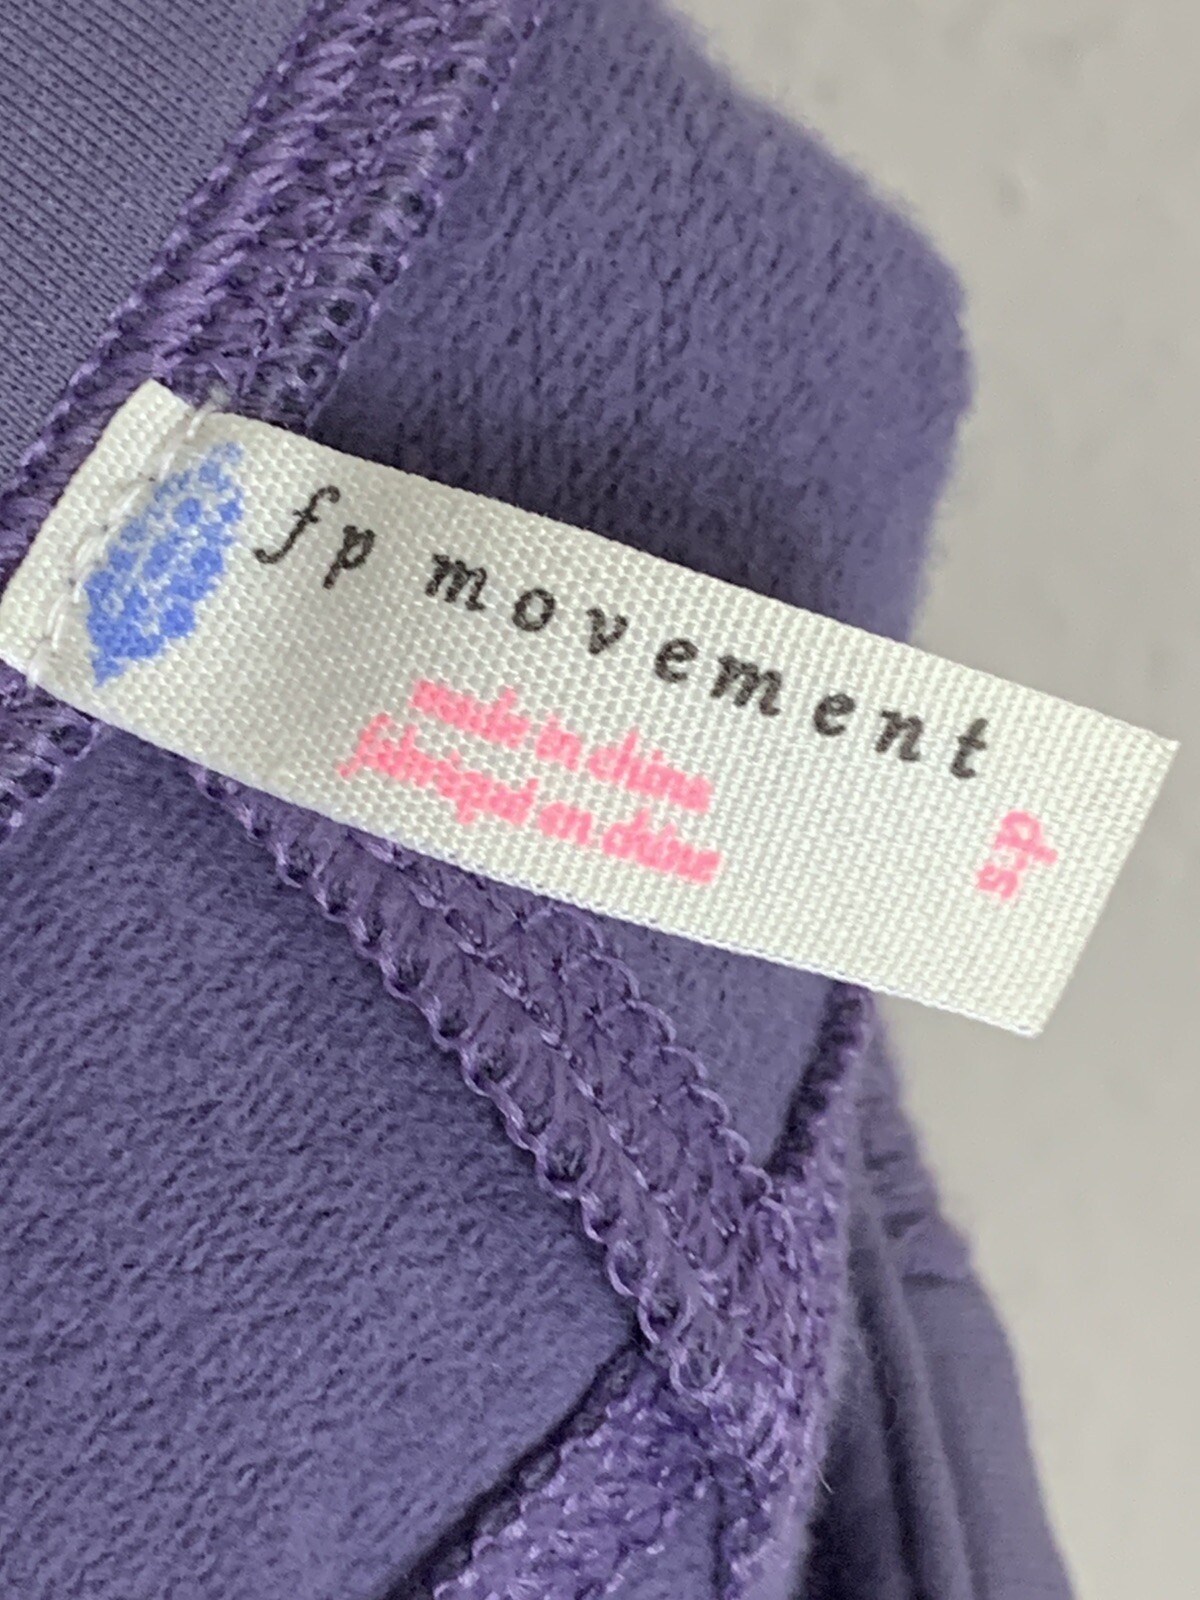 fp movement
made in china
fabriqué en chine
s-p